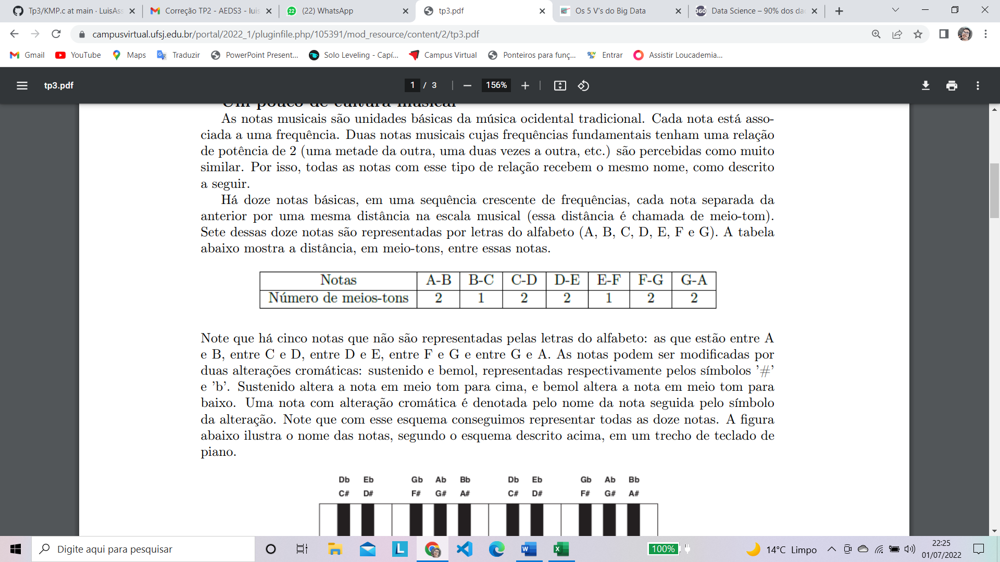 Tp3/KMP.c at main · LuisAss
Correção TP2 - AEDS3 - luis
22
(22) WhatsApp
tp3.pdf
Os 5 V's do Big Data
360
Data Science – 90% dos da
campusvirtual.ufsj.edu.br/portal/2022_1/pluginfile.php/105391/mod_resource/content/2/tp3.pdf
Gmail
YouTube
Maps
Traduzir
PowerPoint Present...
Solo Leveling - Capí...
Campus Virtual
Ponteiros para funç...
Entrar
Assistir Loucademia...
tp3.pdf
1 / 3
156%
Um pouco de cultura musical
As notas musicais são unidades básicas da música ocidental tradicional. Cada nota está asso-
ciada a uma frequência. Duas notas musicais cujas frequências fundamentais tenham uma relação
de potência de 2 (uma metade da outra, uma duas vezes a outra, etc.) são percebidas como muito
similar. Por isso, todas as notas com esse tipo de relação recebem o mesmo nome, como descrito
a seguir.
Há doze notas básicas, em uma sequência crescente de frequências, cada nota separada da
anterior por uma mesma distância na escala musical (essa distância é chamada de meio-tom).
Sete dessas doze notas são representadas por letras do alfabeto (A, B, C, D, E, F e G). A tabela
abaixo mostra a distância, em meio-tons, entre essas notas.
Notas A-B B-C C-D D-E E-F F-G G-A
Número de meios-tons 2 1 2 2 1 2 2
Note que há cinco notas que não são representadas pelas letras do alfabeto: as que estão entre A
e B, entre C e D, entre D e E, entre F e G e entre G e A. As notas podem ser modificadas por
duas alterações cromáticas: sustenido e bemol, representadas respectivamente pelos símbolos ’#’
e ’b’. Sustenido altera a nota em meio tom para cima, e bemol altera a nota em meio tom para
baixo. Uma nota com alteração cromática é denotada pelo nome da nota seguida pelo símbolo
da alteração. Note que com esse esquema conseguimos representar todas as doze notas. A figura
abaixo ilustra o nome das notas, segundo o esquema descrito acima, em um trecho de teclado de
piano.
Db Eb Gb Ab Bb Db Eb Gb Ab Bb
C# D# F# G# A# C# D# F# G# A#
Digite aqui para pesquisar
100%
14°C Limpo
22:25
01/07/2022